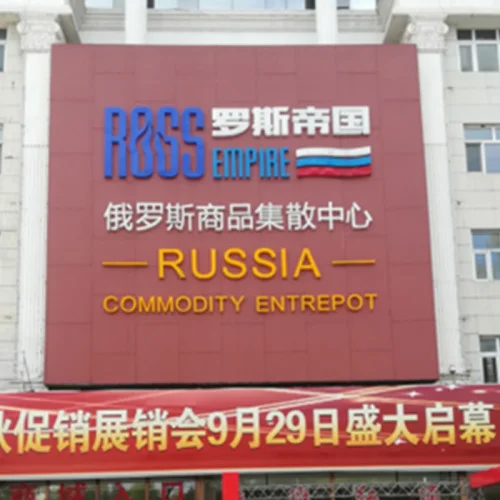 ROSS 罗斯帝国
EMPIRE
俄罗斯商品集散中心
RUSSIA
COMMODITY ENTREPOT
促销展销会9月29日盛大启幕